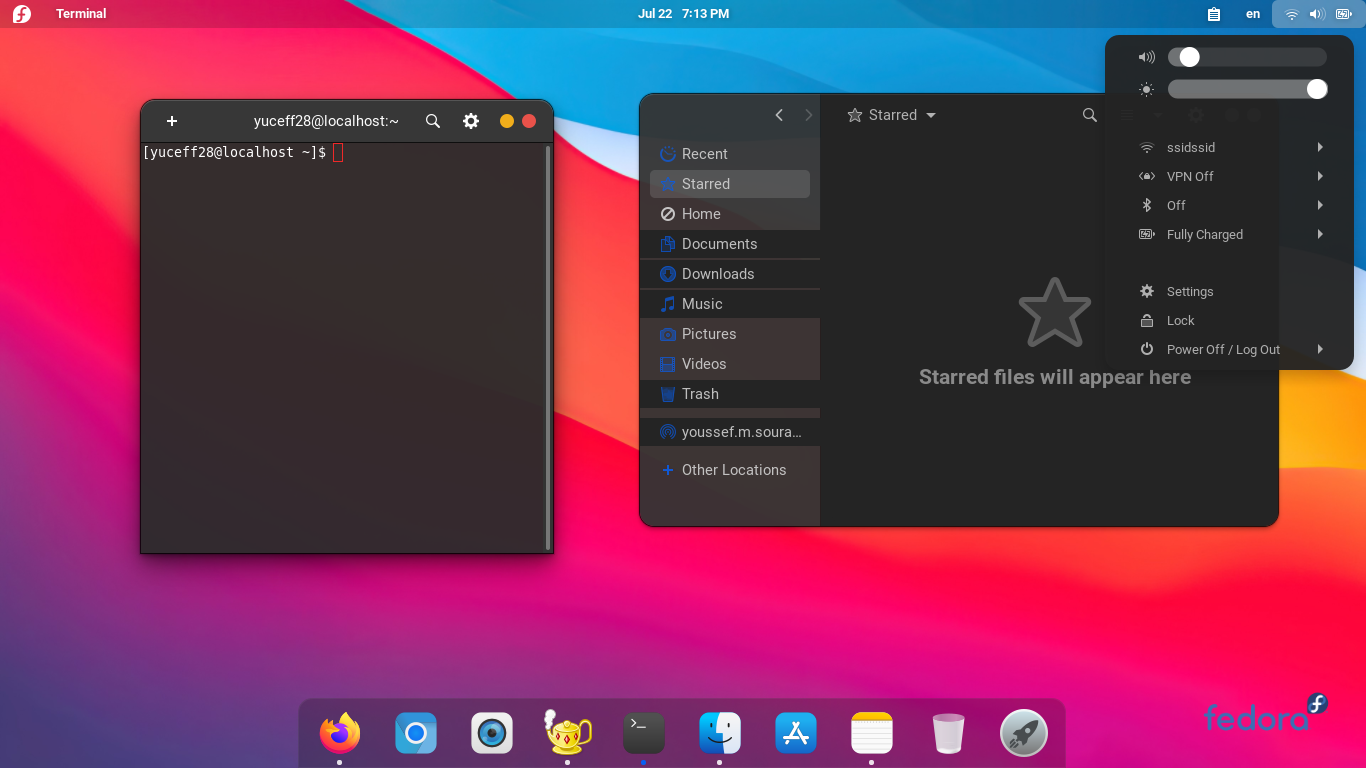 Terminal
Jul 22 7:13 PM
en
yuceff28@localhost:~
[yuceff28@localhost ~]$
Recent
Starred
Home
Documents
Downloads
Music
Pictures
Videos
Trash
youssef.m.soura…
Other Locations
Starred
Starred files will appear here
ssidssid
VPN Off
Off
Fully Charged
Settings
Lock
Power Off / Log Out
>_
fedora